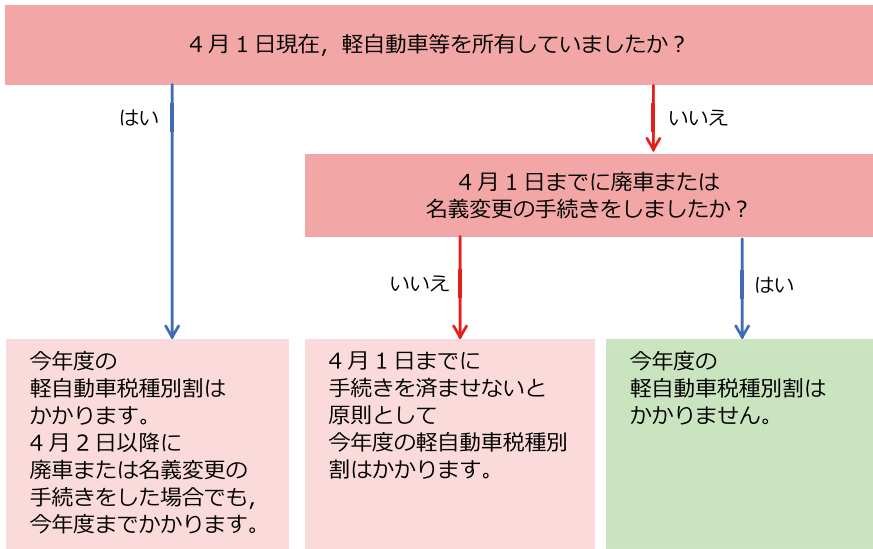 ４月１日現在，軽自動車等を所有していましたか？
はい
いいえ
４月１日までに廃車または
名義変更の手続きをしましたか？
いいえ
はい
今年度の
軽自動車税種別割は
かかります。
４月２日以降に
廃車または名義変更の
手続きをした場合でも，
今年度までかかります。
４月１日までに
手続きを済ませないと
原則として
今年度の軽自動車税種別
割はかかります。
今年度の
軽自動車税種別割は
かかりません。